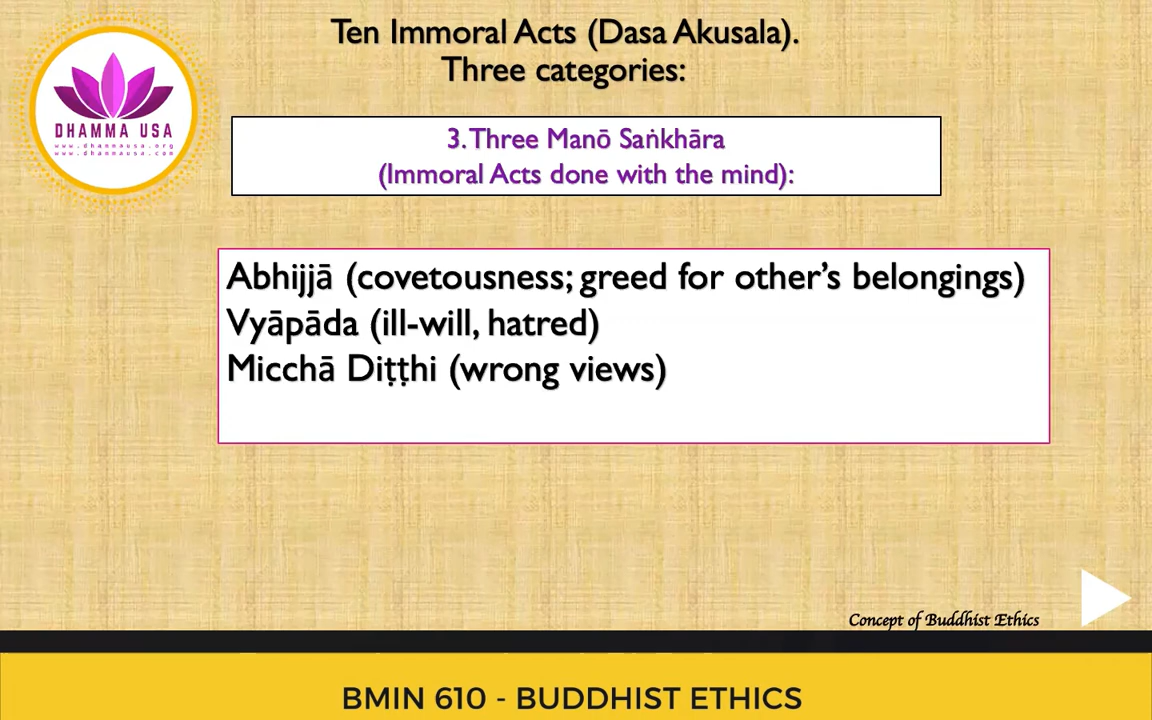 Ten Immoral Acts (Dasa Akusala).
Three categories:
DHAMMA USA
www.dhammausa.org
www.dhammausa.com
3. Three Manō Saṅkhāra
(Immoral Acts done with the mind):
Abhijjā (covetousness; greed for other’s belongings)
Vyāpāda (ill-will, hatred)
Micchā Diṭṭhi (wrong views)
Concept of Buddhist Ethics
BMIN 610 - BUDDHIST ETHICS